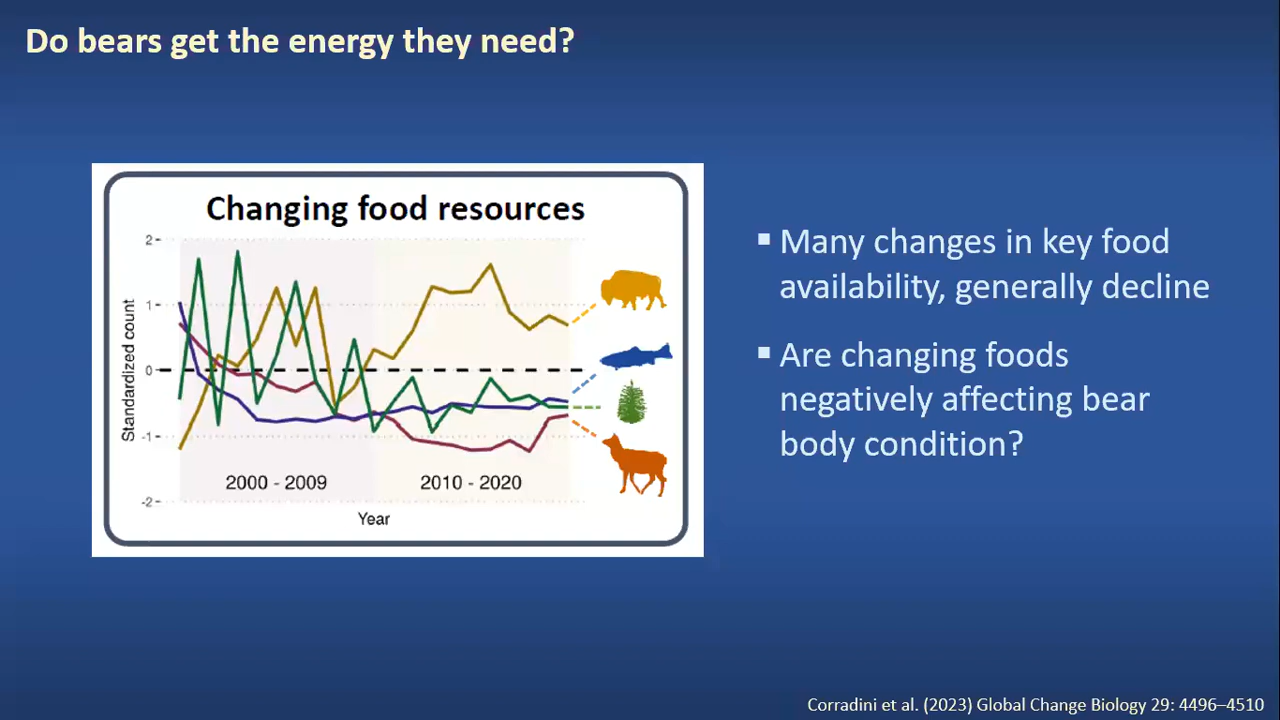 Do bears get the energy they need?
Changing food resources
2
1
0
-1
-2
Standardized count
2000 - 2009
2010 - 2020
Year
▪ Many changes in key food
availability, generally decline
▪ Are changing foods
negatively affecting bear
body condition?
Corradini et al. (2023) Global Change Biology 29: 4496–4510